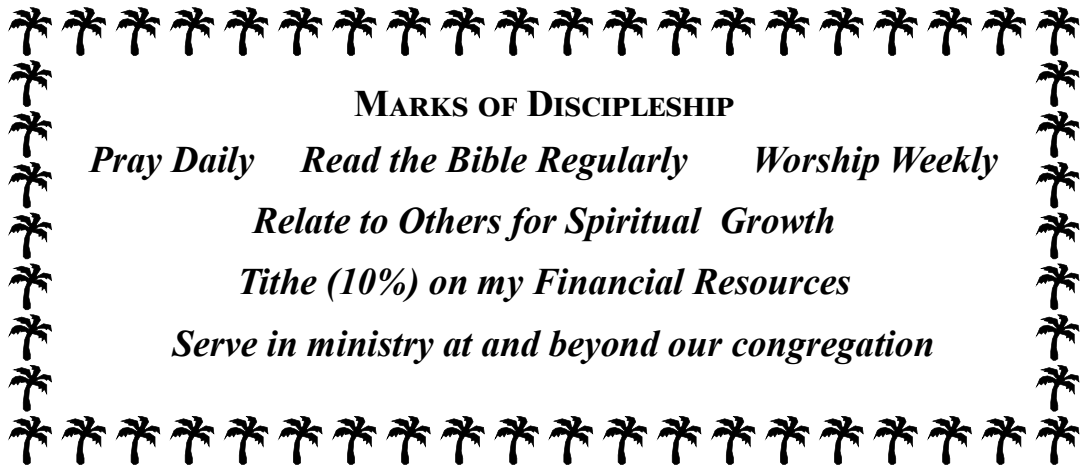 Marks of Discipleship
Pray Daily Read the Bible Regularly Worship Weekly
Relate to Others for Spiritual Growth
Tithe (10%) on my Financial Resources
Serve in ministry at and beyond our congregation